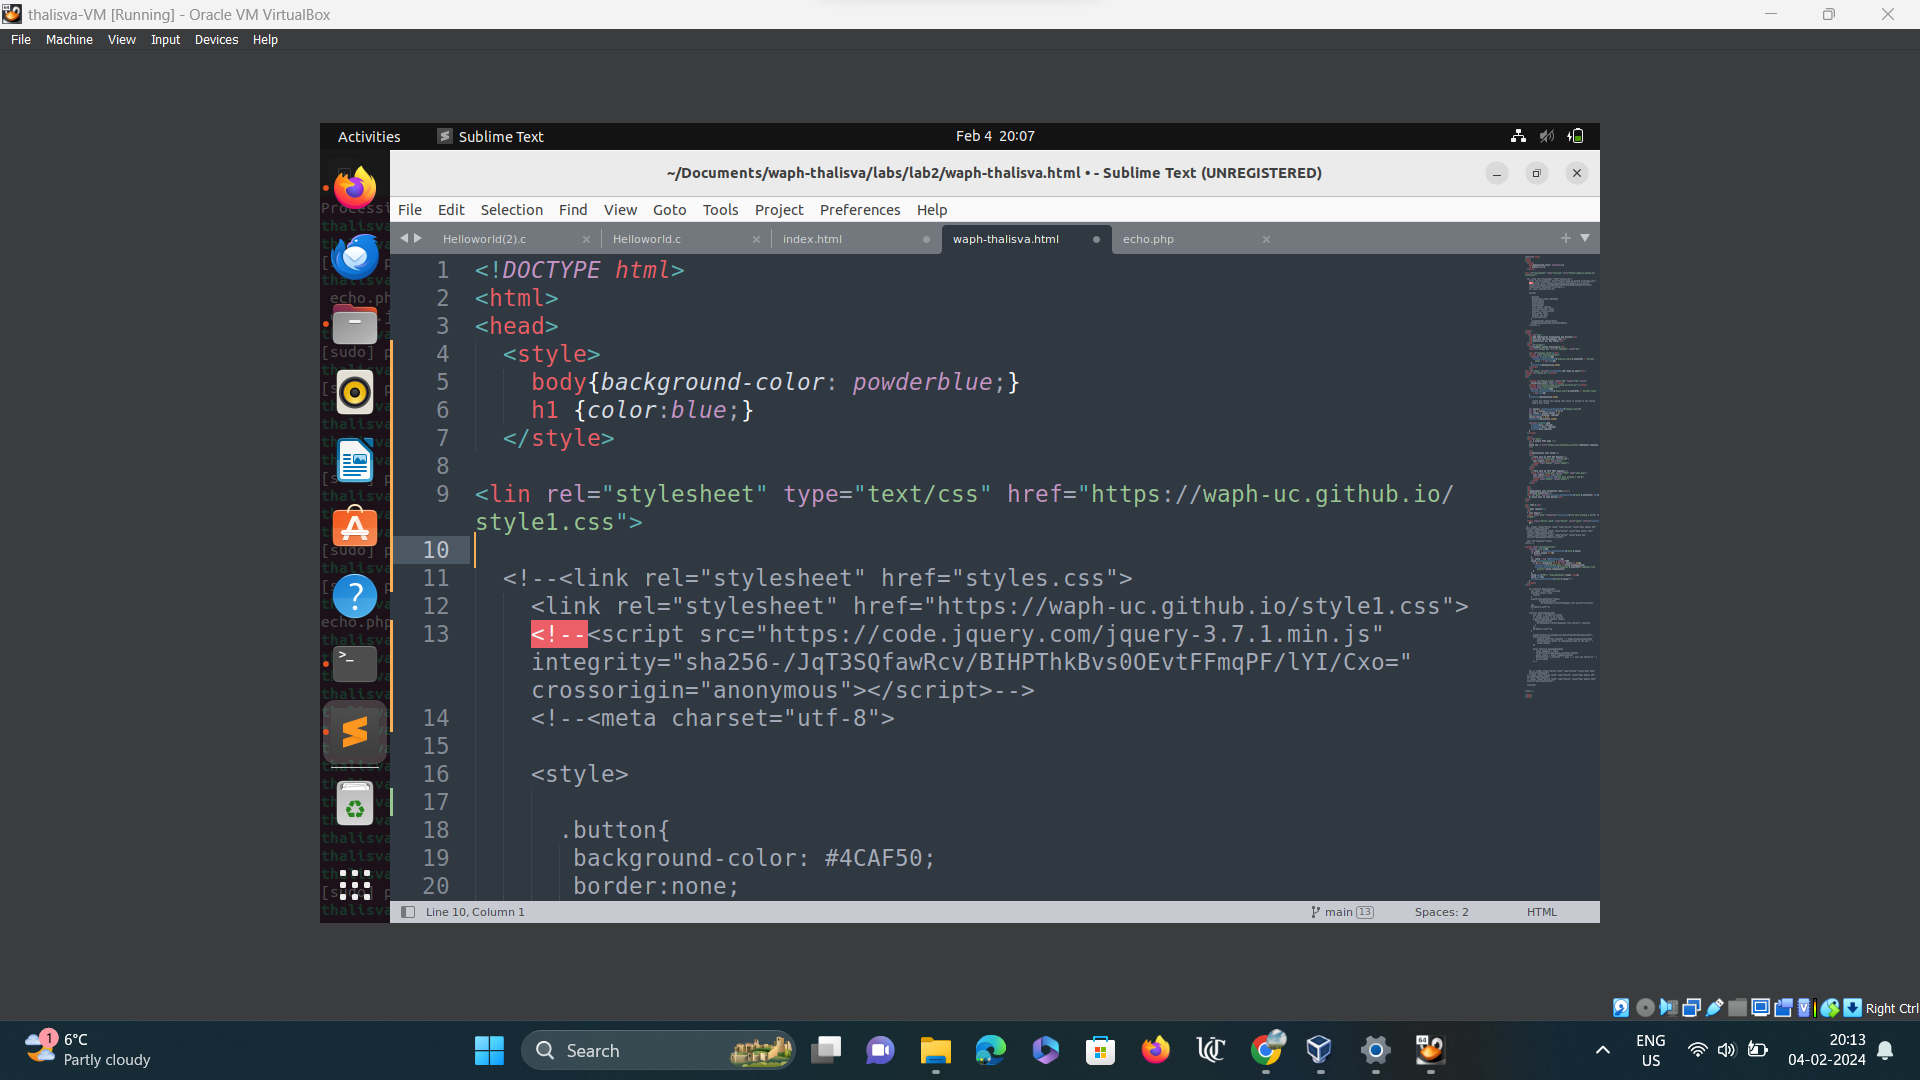 thalisva-VM [Running] - Oracle VM VirtualBox
File Machine View Input Devices Help
Activities Sublime Text Feb 4 20:07
~/Documents/waph-thalisva/labs/lab2/waph-thalisva.html • - Sublime Text (UNREGISTERED)
File Edit Selection Find View Goto Tools Project Preferences Help
Helloworld(2).c Helloworld.c index.html waph-thalisva.html echo.php
1 <!DOCTYPE html>
2 <html>
3 <head>
4 <style>
5 body{background-color: powderblue;}
6 h1 {color:blue;}
7 </style>
8
9 <lin rel="stylesheet" type="text/css" href="https://waph-uc.github.io/
style1.css">
10
11 <!--<link rel="stylesheet" href="styles.css">
12 <link rel="stylesheet" href="https://waph-uc.github.io/style1.css">
13 <!--<script src="https://code.jquery.com/jquery-3.7.1.min.js"
integrity="sha256-/JqT3SQfawRcv/BIHPThkBvs0OEvtFFmqPF/lYI/Cxo="
crossorigin="anonymous"></script>-->
14 <!--<meta charset="utf-8">
15
16 <style>
17
18 .button{
19 background-color: #4CAF50;
20 border:none;
Line 10, Column 1 main 13 Spaces: 2 HTML
Right Ctrl
1 6°C
Partly cloudy
Search
ENG
US
20:13
04-02-2024